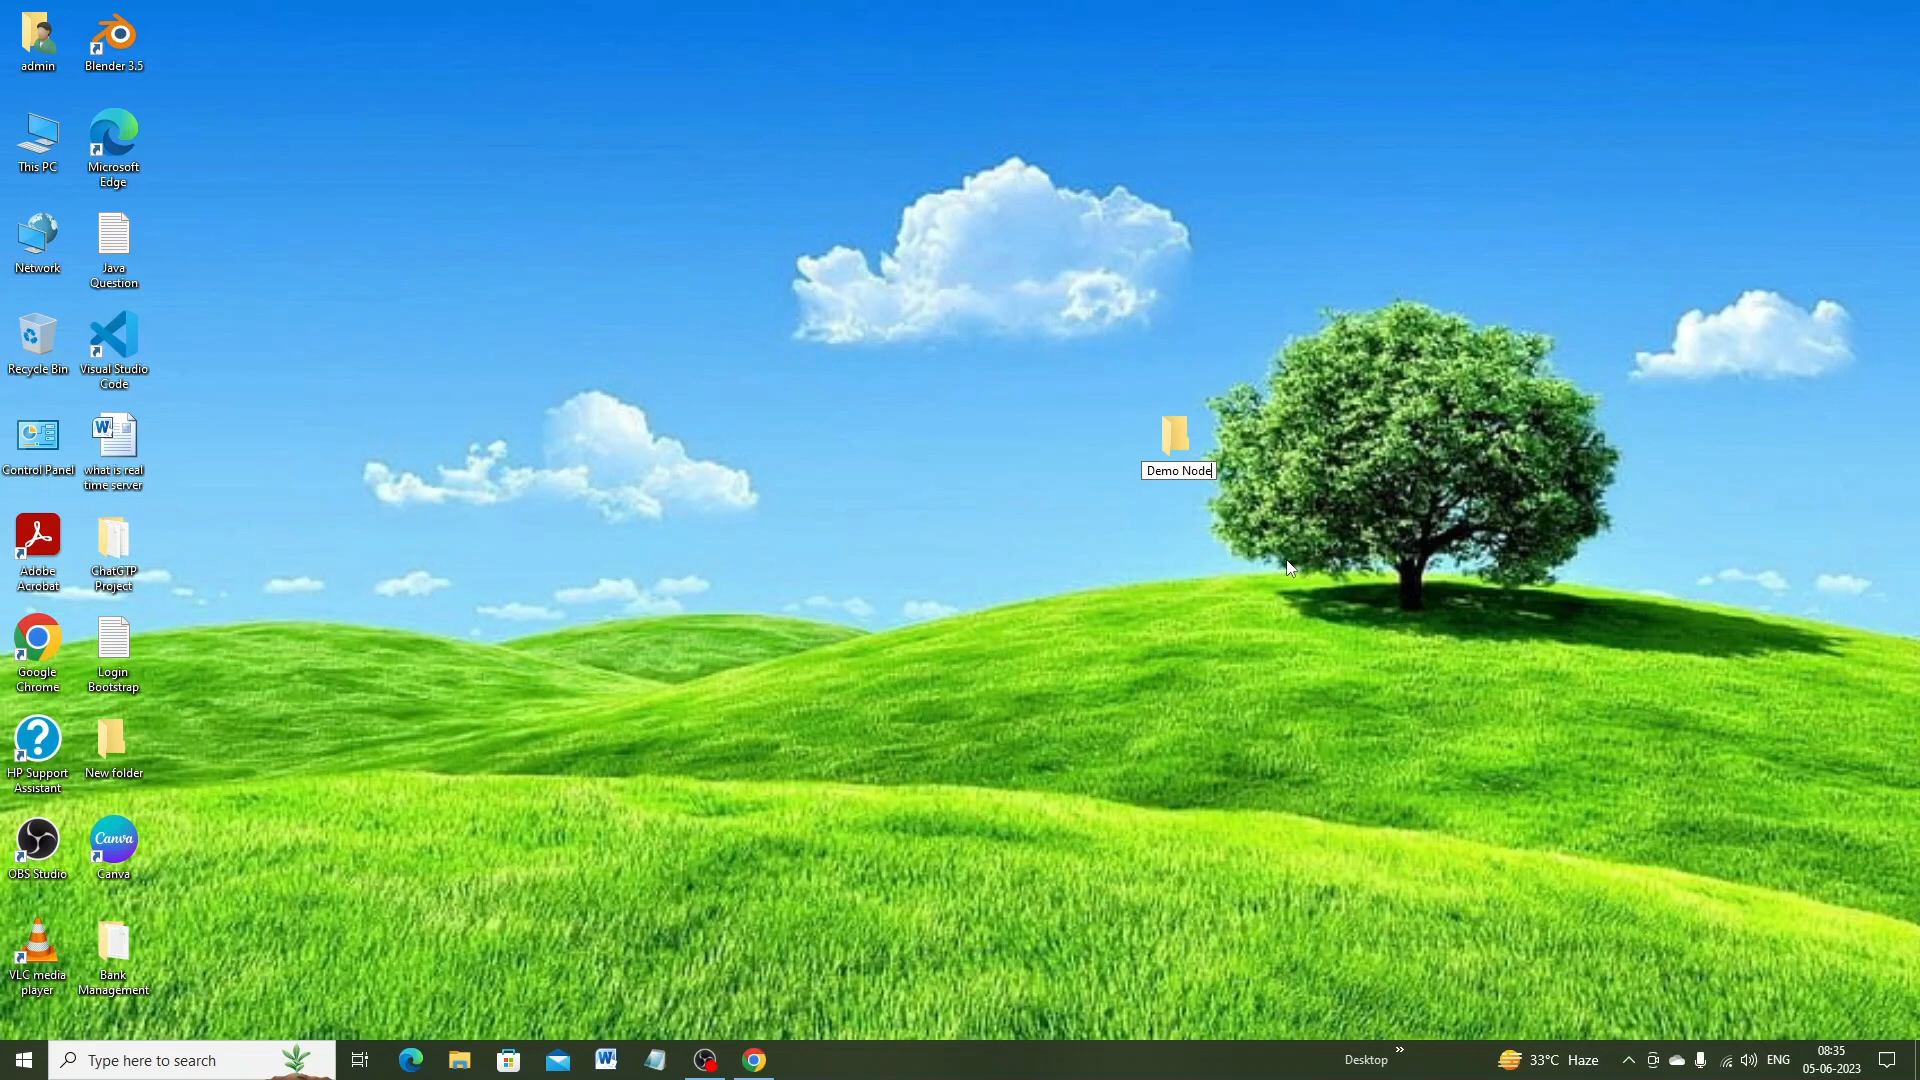 admin
Blender 3.5
This PC
Microsoft
Edge
Network
Java
Question
Recycle Bin
Visual Studio
Code
Control Panel
what is real
time server
Adobe
Acrobat
ChatGTP
Project
Google
Chrome
Login
Bootstrap
HP Support
Assistant
New folder
OBS Studio
Canva
Canva
VLC media
player
Bank
Management
Demo Node
Type here to search
Desktop
33°C Haze
ENG
08:35
05-06-2023